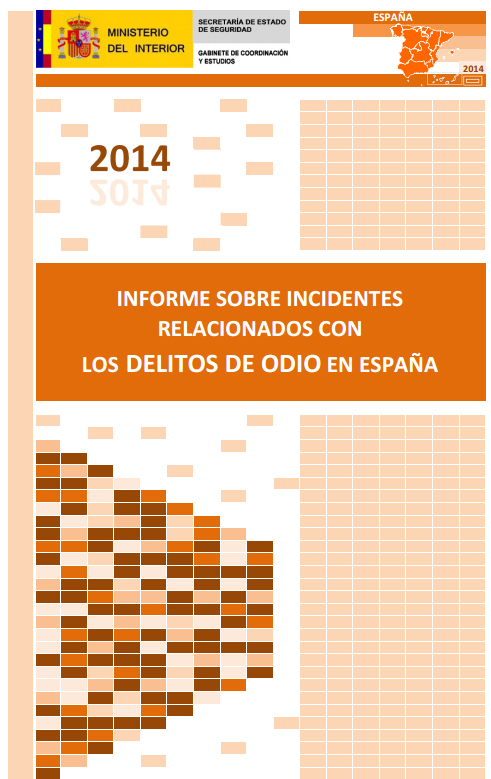 MINISTERIO
DEL INTERIOR
SECRETARÍA DE ESTADO
DE SEGURIDAD
GABINETE DE COORDINACIÓN
Y ESTUDIOS
ESPAÑA
2014
2014
2014
INFORME SOBRE INCIDENTES
RELACIONADOS CON
LOS DELITOS DE ODIO EN ESPAÑA